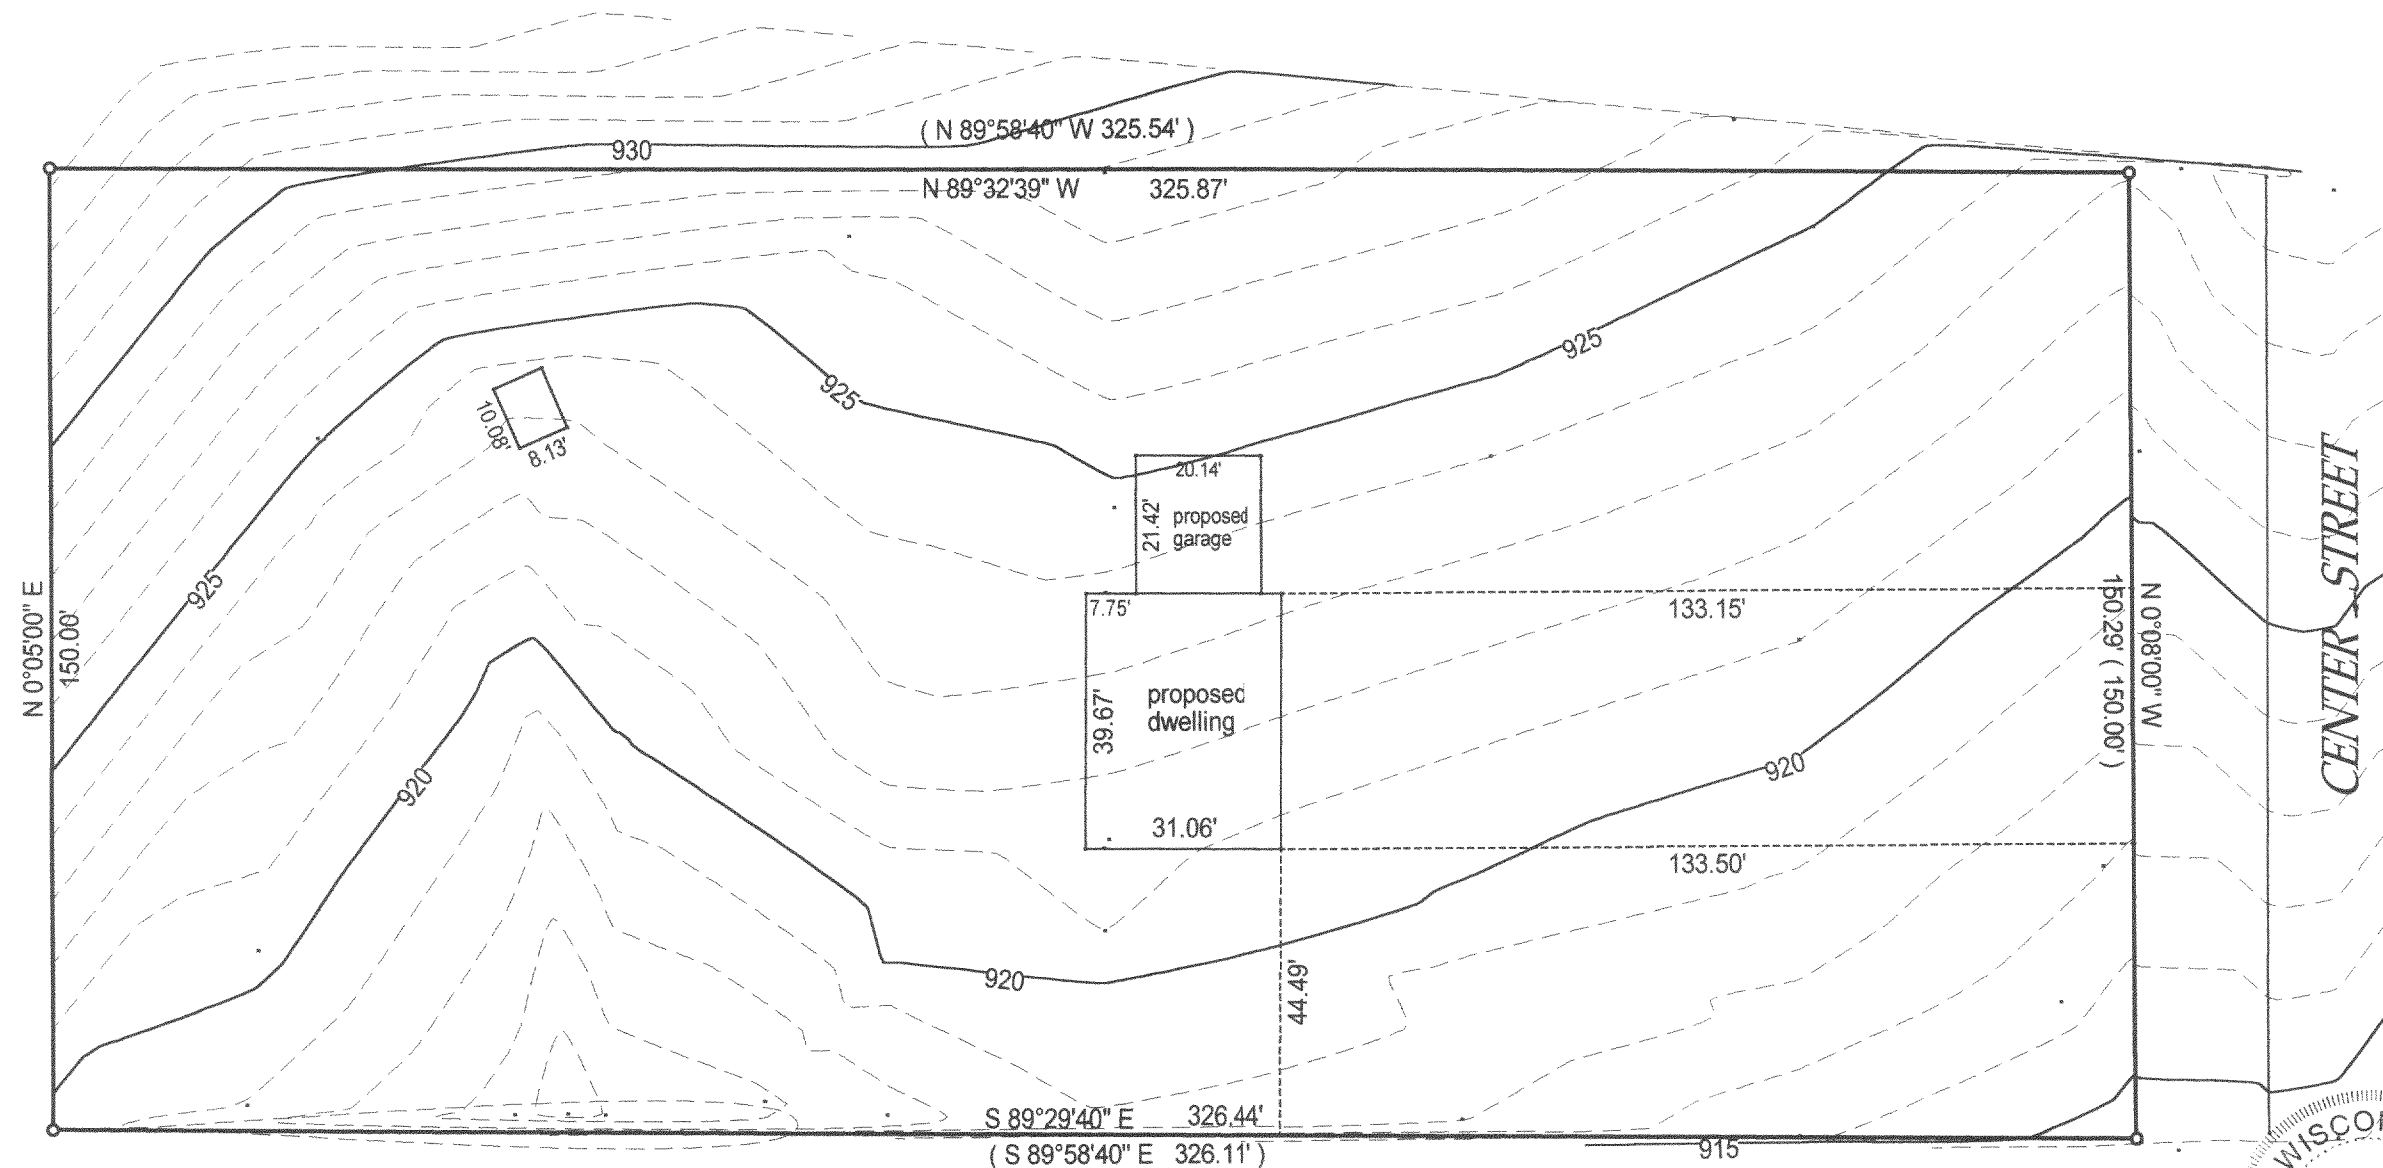 ( N 89°58'40" W 325.54' )
930
N 89°32'39" W 325.87'
925
925
10.08'
8.13'
20.14'
21.42'
proposed
garage
925
N 0°05'00" E
150.00'
7.75'
133.15'
150.29' ( 150.00' )
N 0°08'00" W
CENTER STREET
39.67'
proposed
dwelling
920
920
31.06'
133.50'
920
44.49'
S 89°29'40" E 326.44'
( S 89°58'40" E 326.11' )
915